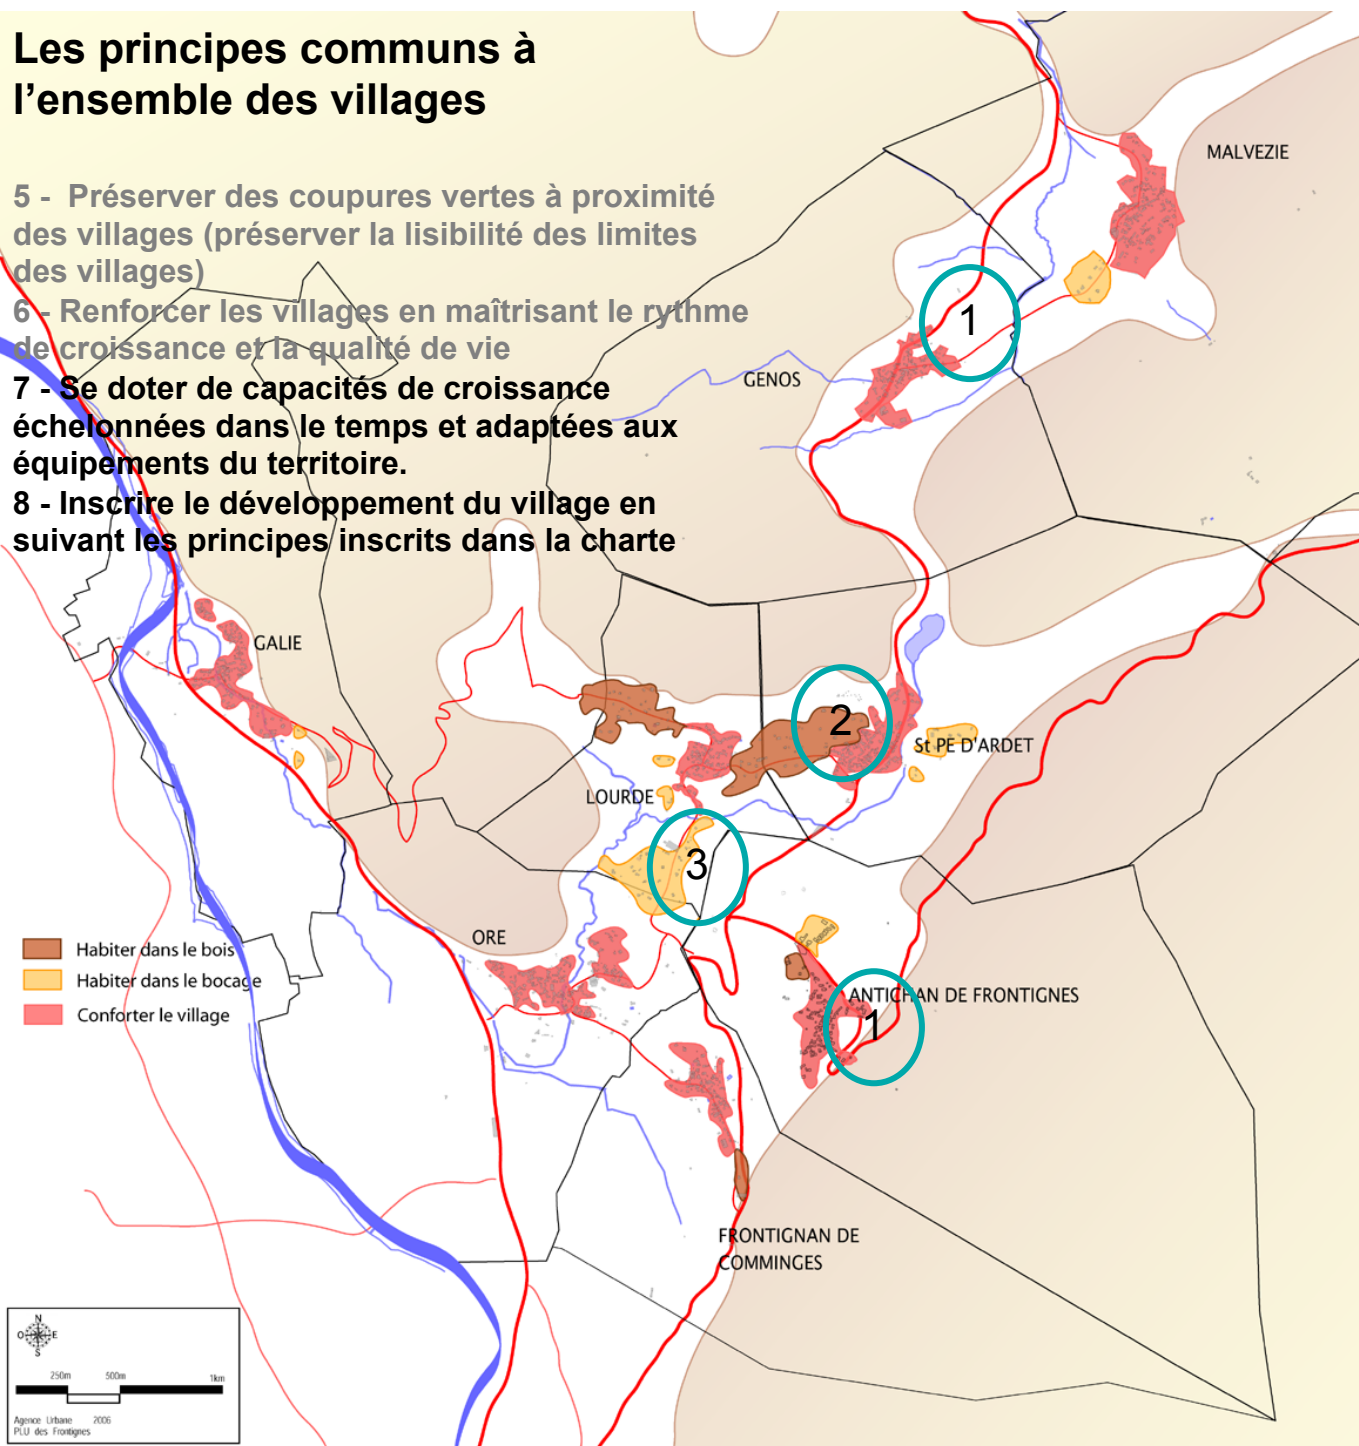 Les principes communs à
l'ensemble des villages
5 - Préserver des coupures vertes à proximité
des villages (préserver la lisibilité des limites
des villages)
6 - Renforcer les villages en maîtrisant le rythme
de croissance et la qualité de vie
7 - Se doter de capacités de croissance
échelonnées dans le temps et adaptées aux
équipements du territoire.
8 - Inscrire le développement du village en
suivant les principes inscrits dans la charte
MALVEZIE
1
GENOS
GALIE
2
St PE D'ARDET
LOURDE
3
ORE
Habiter dans le bois
Habiter dans le bocage
Conforter le village
ANTICHAN DE FRONTIGNES
1
FRONTIGNAN DE
COMMINGES
N
O E
S
250m 500m 1km
Agence Urbane 2006
PLU des Frontignes